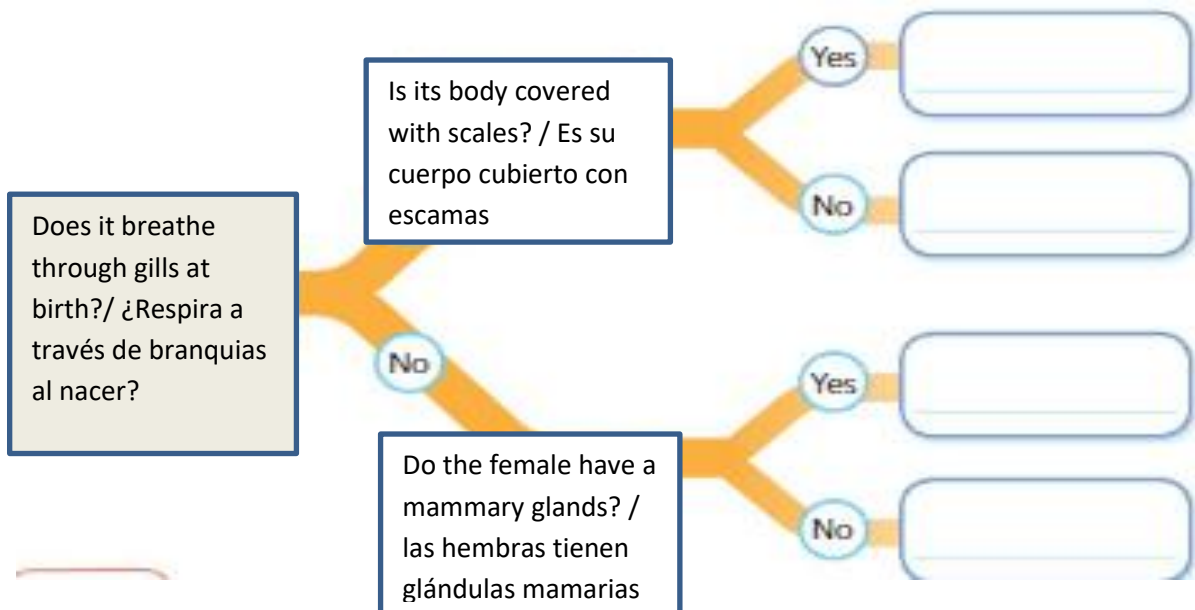 Yes
Is its body covered
with scales? / Es su
cuerpo cubierto con
escamas
No
Does it breathe
through gills at
birth?/ ¿Respira a
través de branquias
al nacer?
No
Yes
Do the female have a
mammary glands? /
las hembras tienen
glándulas mamarias
No